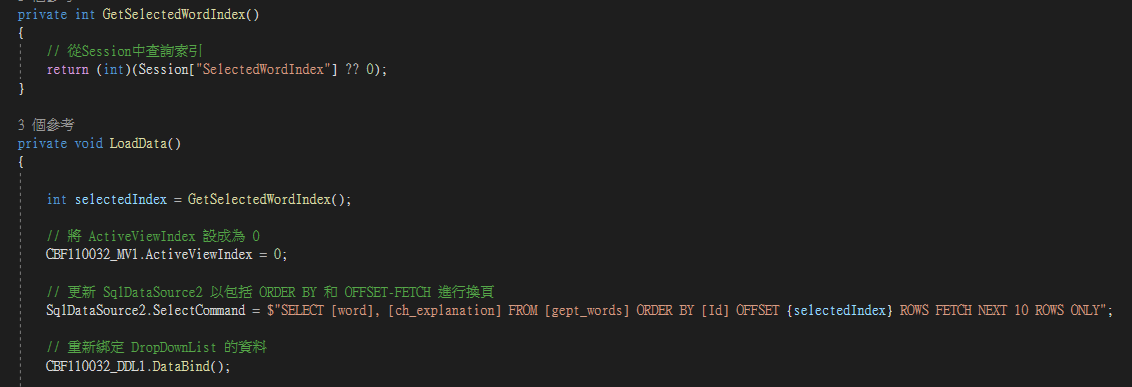 private int GetSelectedWordIndex()
{
// 從Session中查詢索引
return (int)(Session["SelectedWordIndex"] ?? 0);
}
3 個參考
private void LoadData()
{
int selectedIndex = GetSelectedWordIndex();
// 將 ActiveViewIndex 設成為 0
CBF110032_MV1.ActiveViewIndex = 0;
// 更新 SqlDataSource2 以包括 ORDER BY 和 OFFSET-FETCH 進行換頁
SqlDataSource2.SelectCommand = $"SELECT [word], [ch_explanation] FROM [gept_words] ORDER BY [Id] OFFSET {selectedIndex} ROWS FETCH NEXT 10 ROWS ONLY";
// 重新綁定 DropDownList 的資料
CBF110032_DDL1.DataBind();